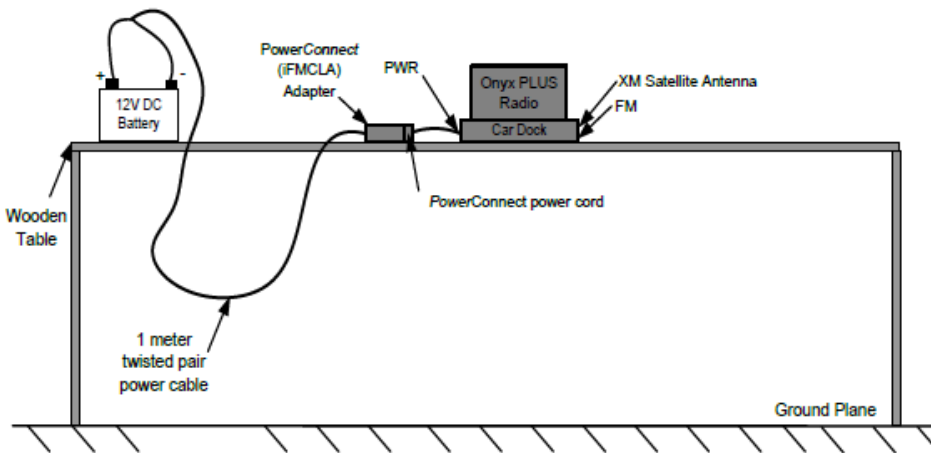 PowerConnect
(iFMCLA)
Adapter
PWR
Onyx PLUS
Radio
XM Satellite Antenna
FM
+
-
12V DC
Battery
Car Dock
PowerConnect power cord
Wooden
Table
1 meter
twisted pair
power cable
Ground Plane